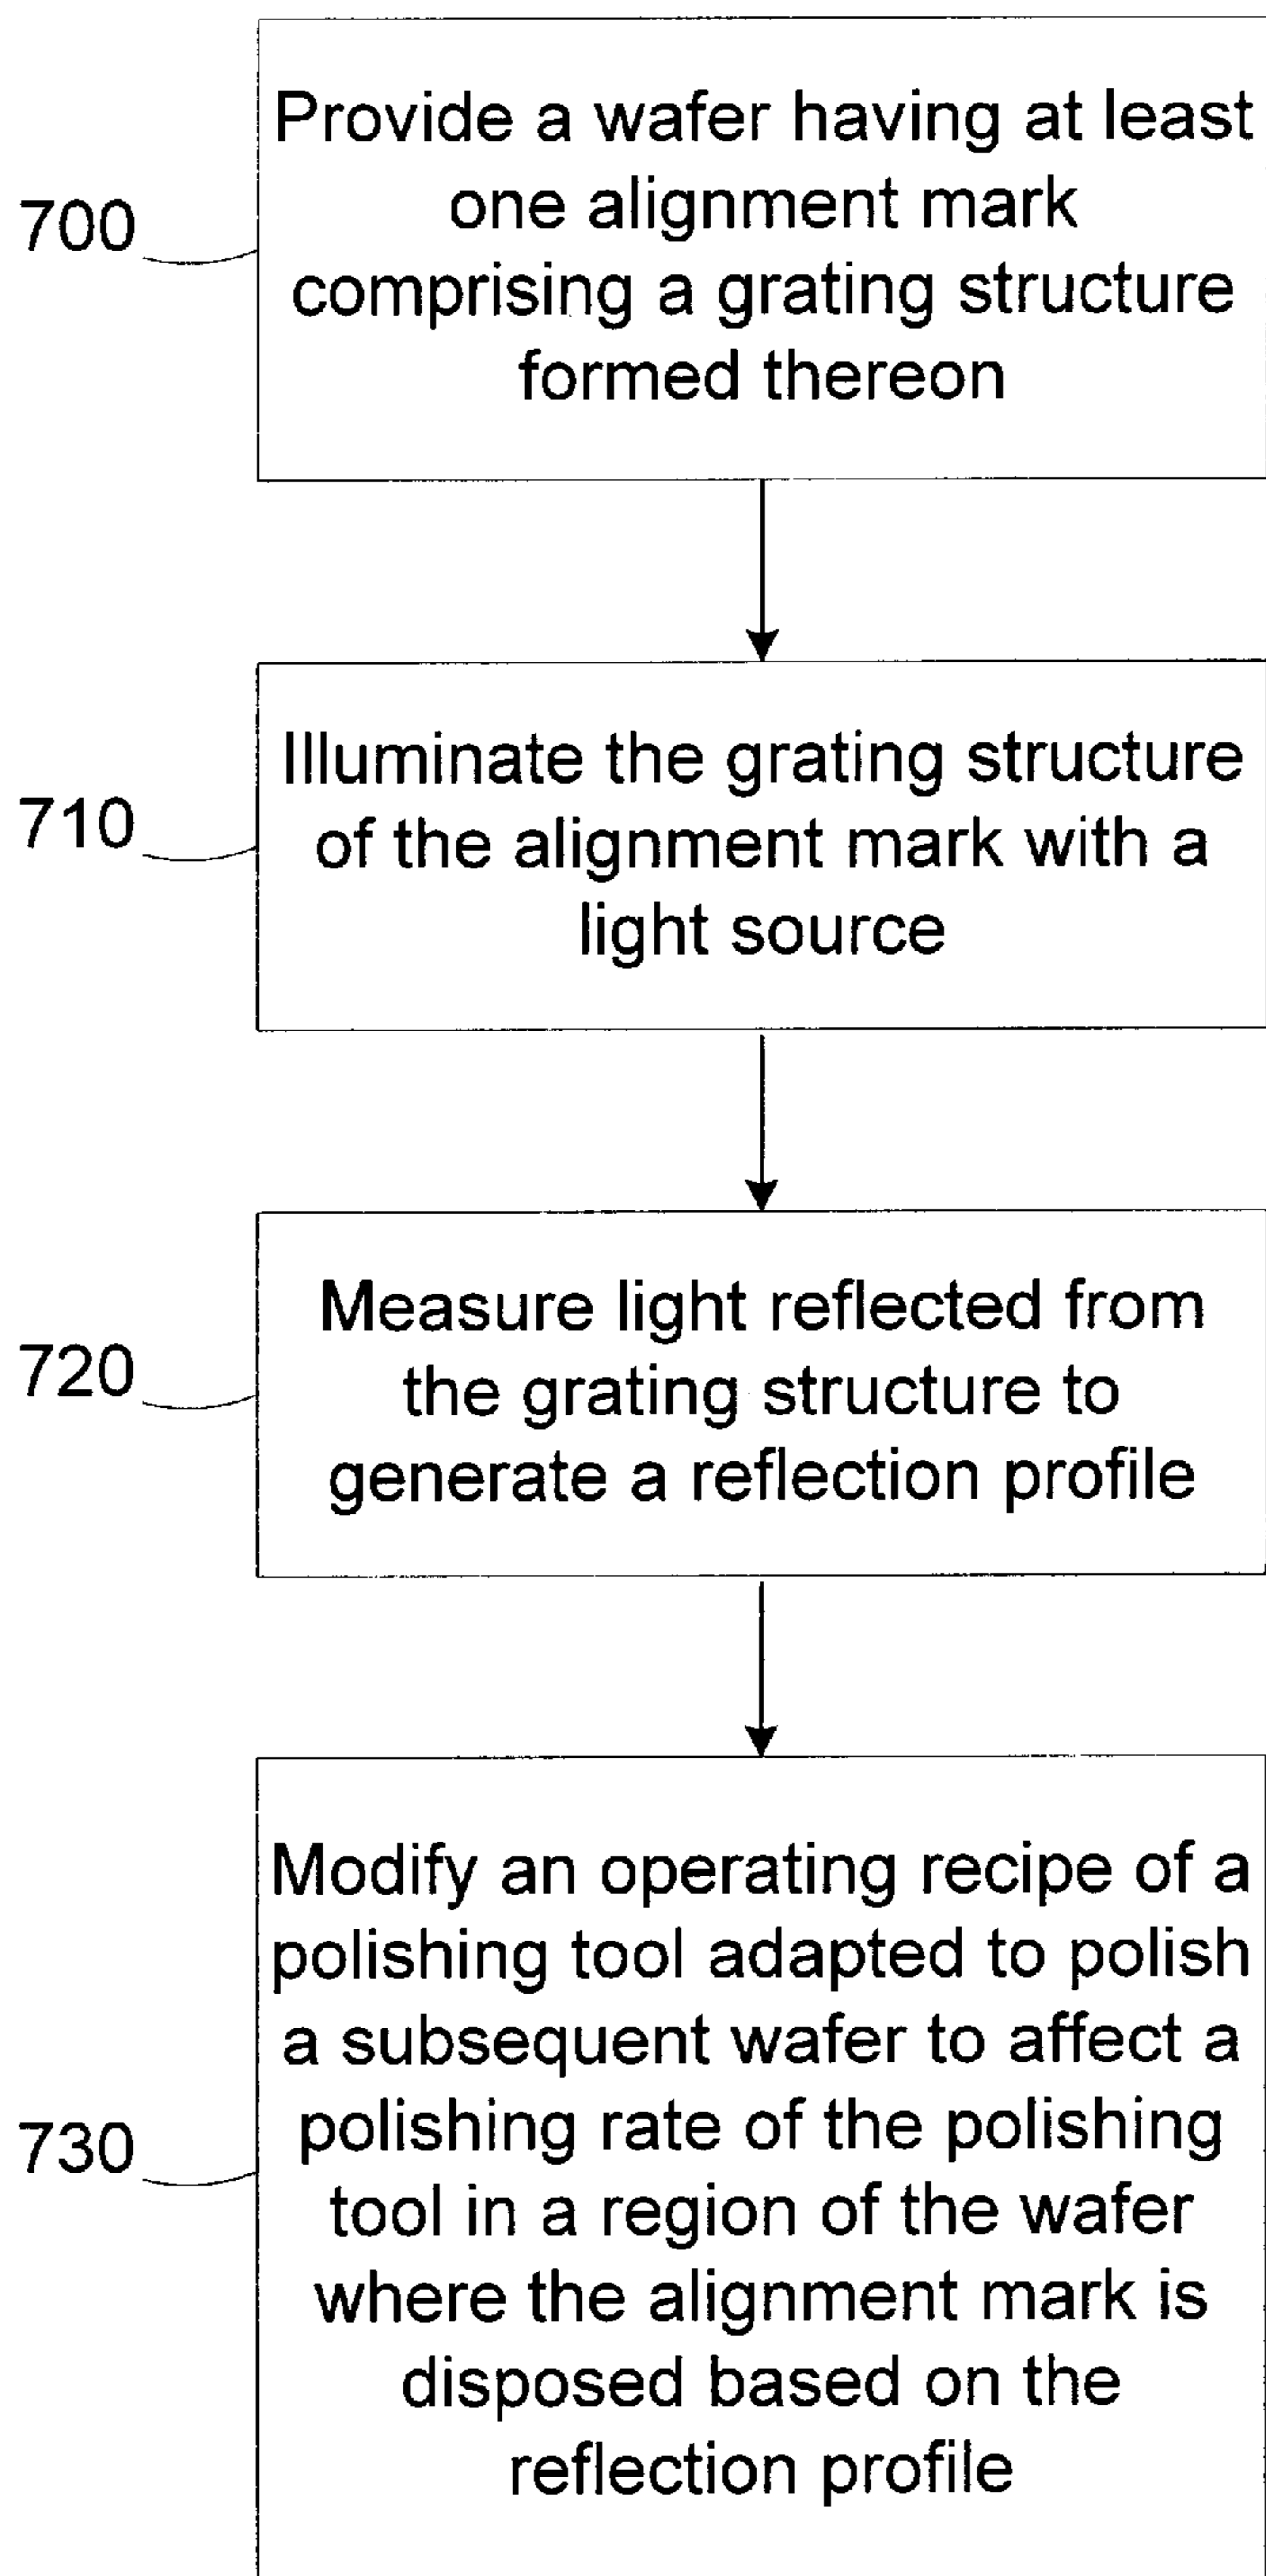 Provide a wafer having at least
one alignment mark
comprising a grating structure
formed thereon
700
Illuminate the grating structure
of the alignment mark with a
light source
710
Measure light reflected from
the grating structure to
generate a reflection profile
720
Modify an operating recipe of a
polishing tool adapted to polish
a subsequent wafer to affect a
polishing rate of the polishing
tool in a region of the wafer
where the alignment mark is
disposed based on the
reflection profile
730